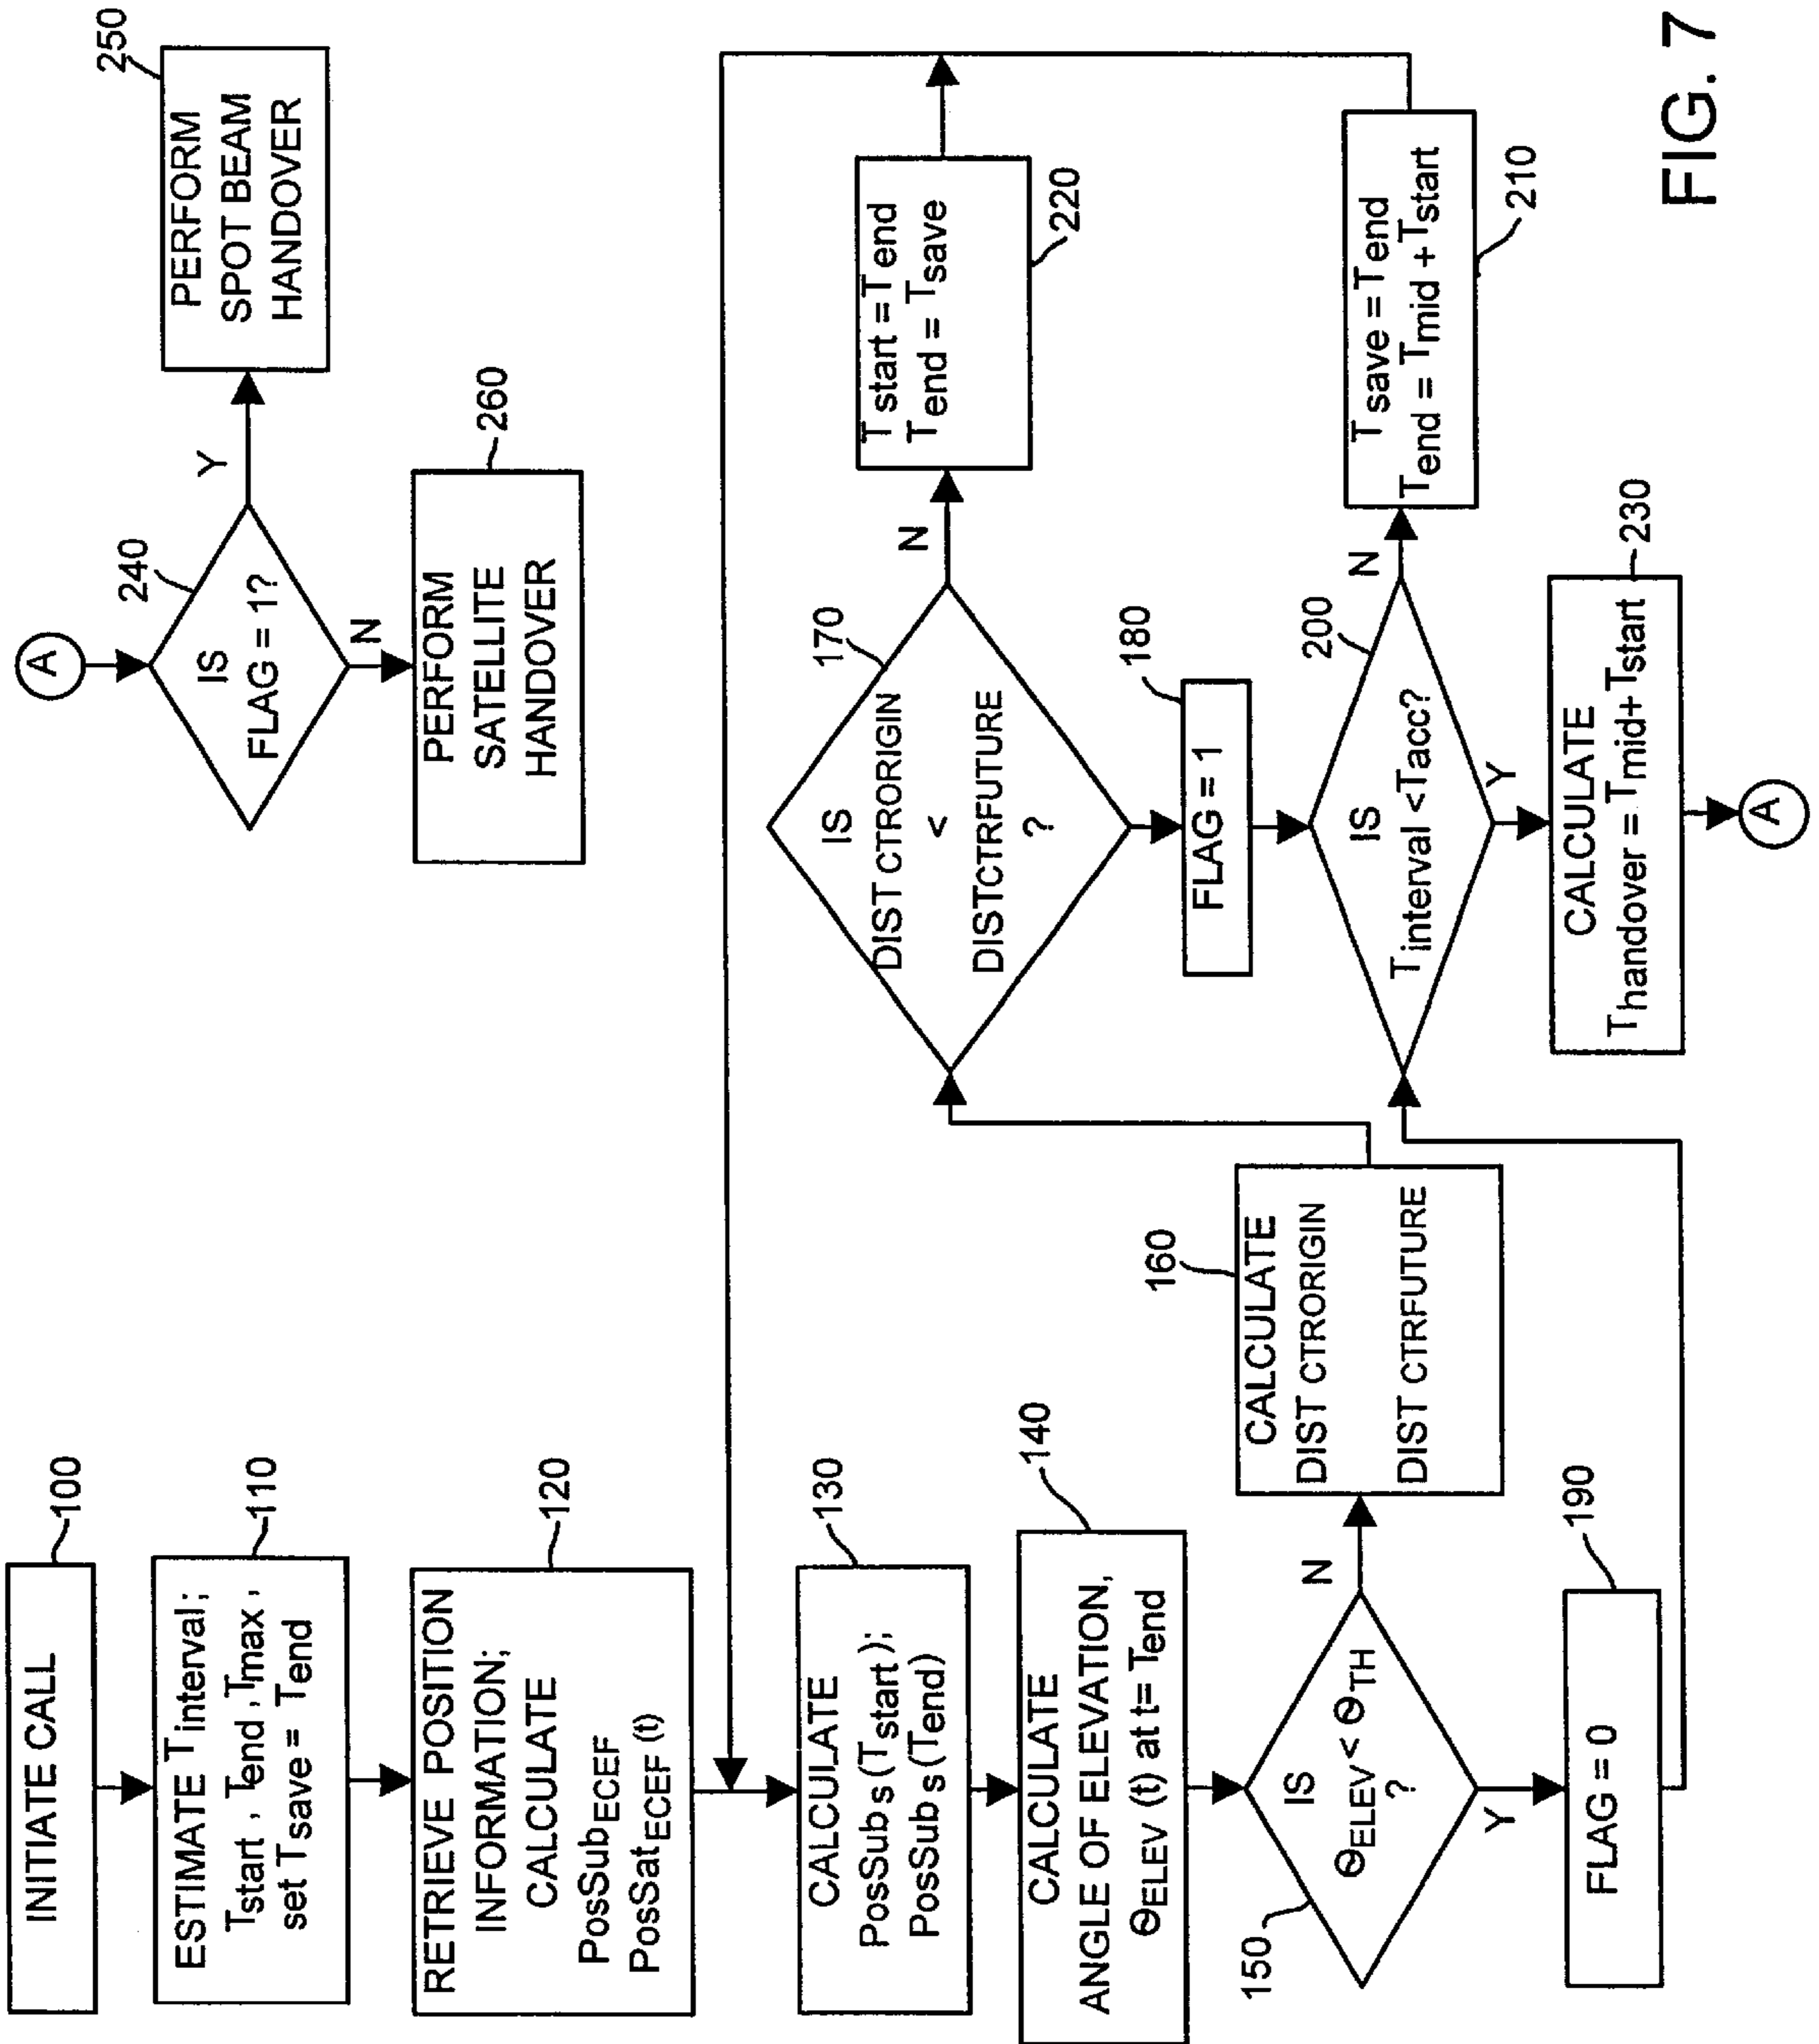 100
INITIATE CALL
110
ESTIMATE Tinterval;
Tstart , Tend ,Tmax ,
set Tsave = Tend
120
RETRIEVE POSITION
INFORMATION;
CALCULATE
PosSubECEF
PosSatECEF (t)
130
CALCULATE
PosSubs(Tstart);
PosSubs(Tend)
140
CALCULATE
ANGLE OF ELEVATION,
ΘELEV (t) at t= Tend
150
IS
ΘELEV < ΘTH
?
N
Y
190
FLAG = 0
160
CALCULATE
DIST CTRORIGIN
DIST CTRFUTURE
170
IS
DIST CTRORIGIN
<
DISTCTRFUTURE
?
N
180
FLAG = 1
200
IS
Tinterval <Tacc?
N
Y
230
CALCULATE
Thandover = Tmid+ Tstart
A
220
Tstart = Tend
Tend = Tsave
210
Tsave = Tend
Tend = Tmid + Tstart
A
240
IS
FLAG = 1?
Y
N
250
PERFORM
SPOT BEAM
HANDOVER
260
PERFORM
SATELLITE
HANDOVER
FIG. 7